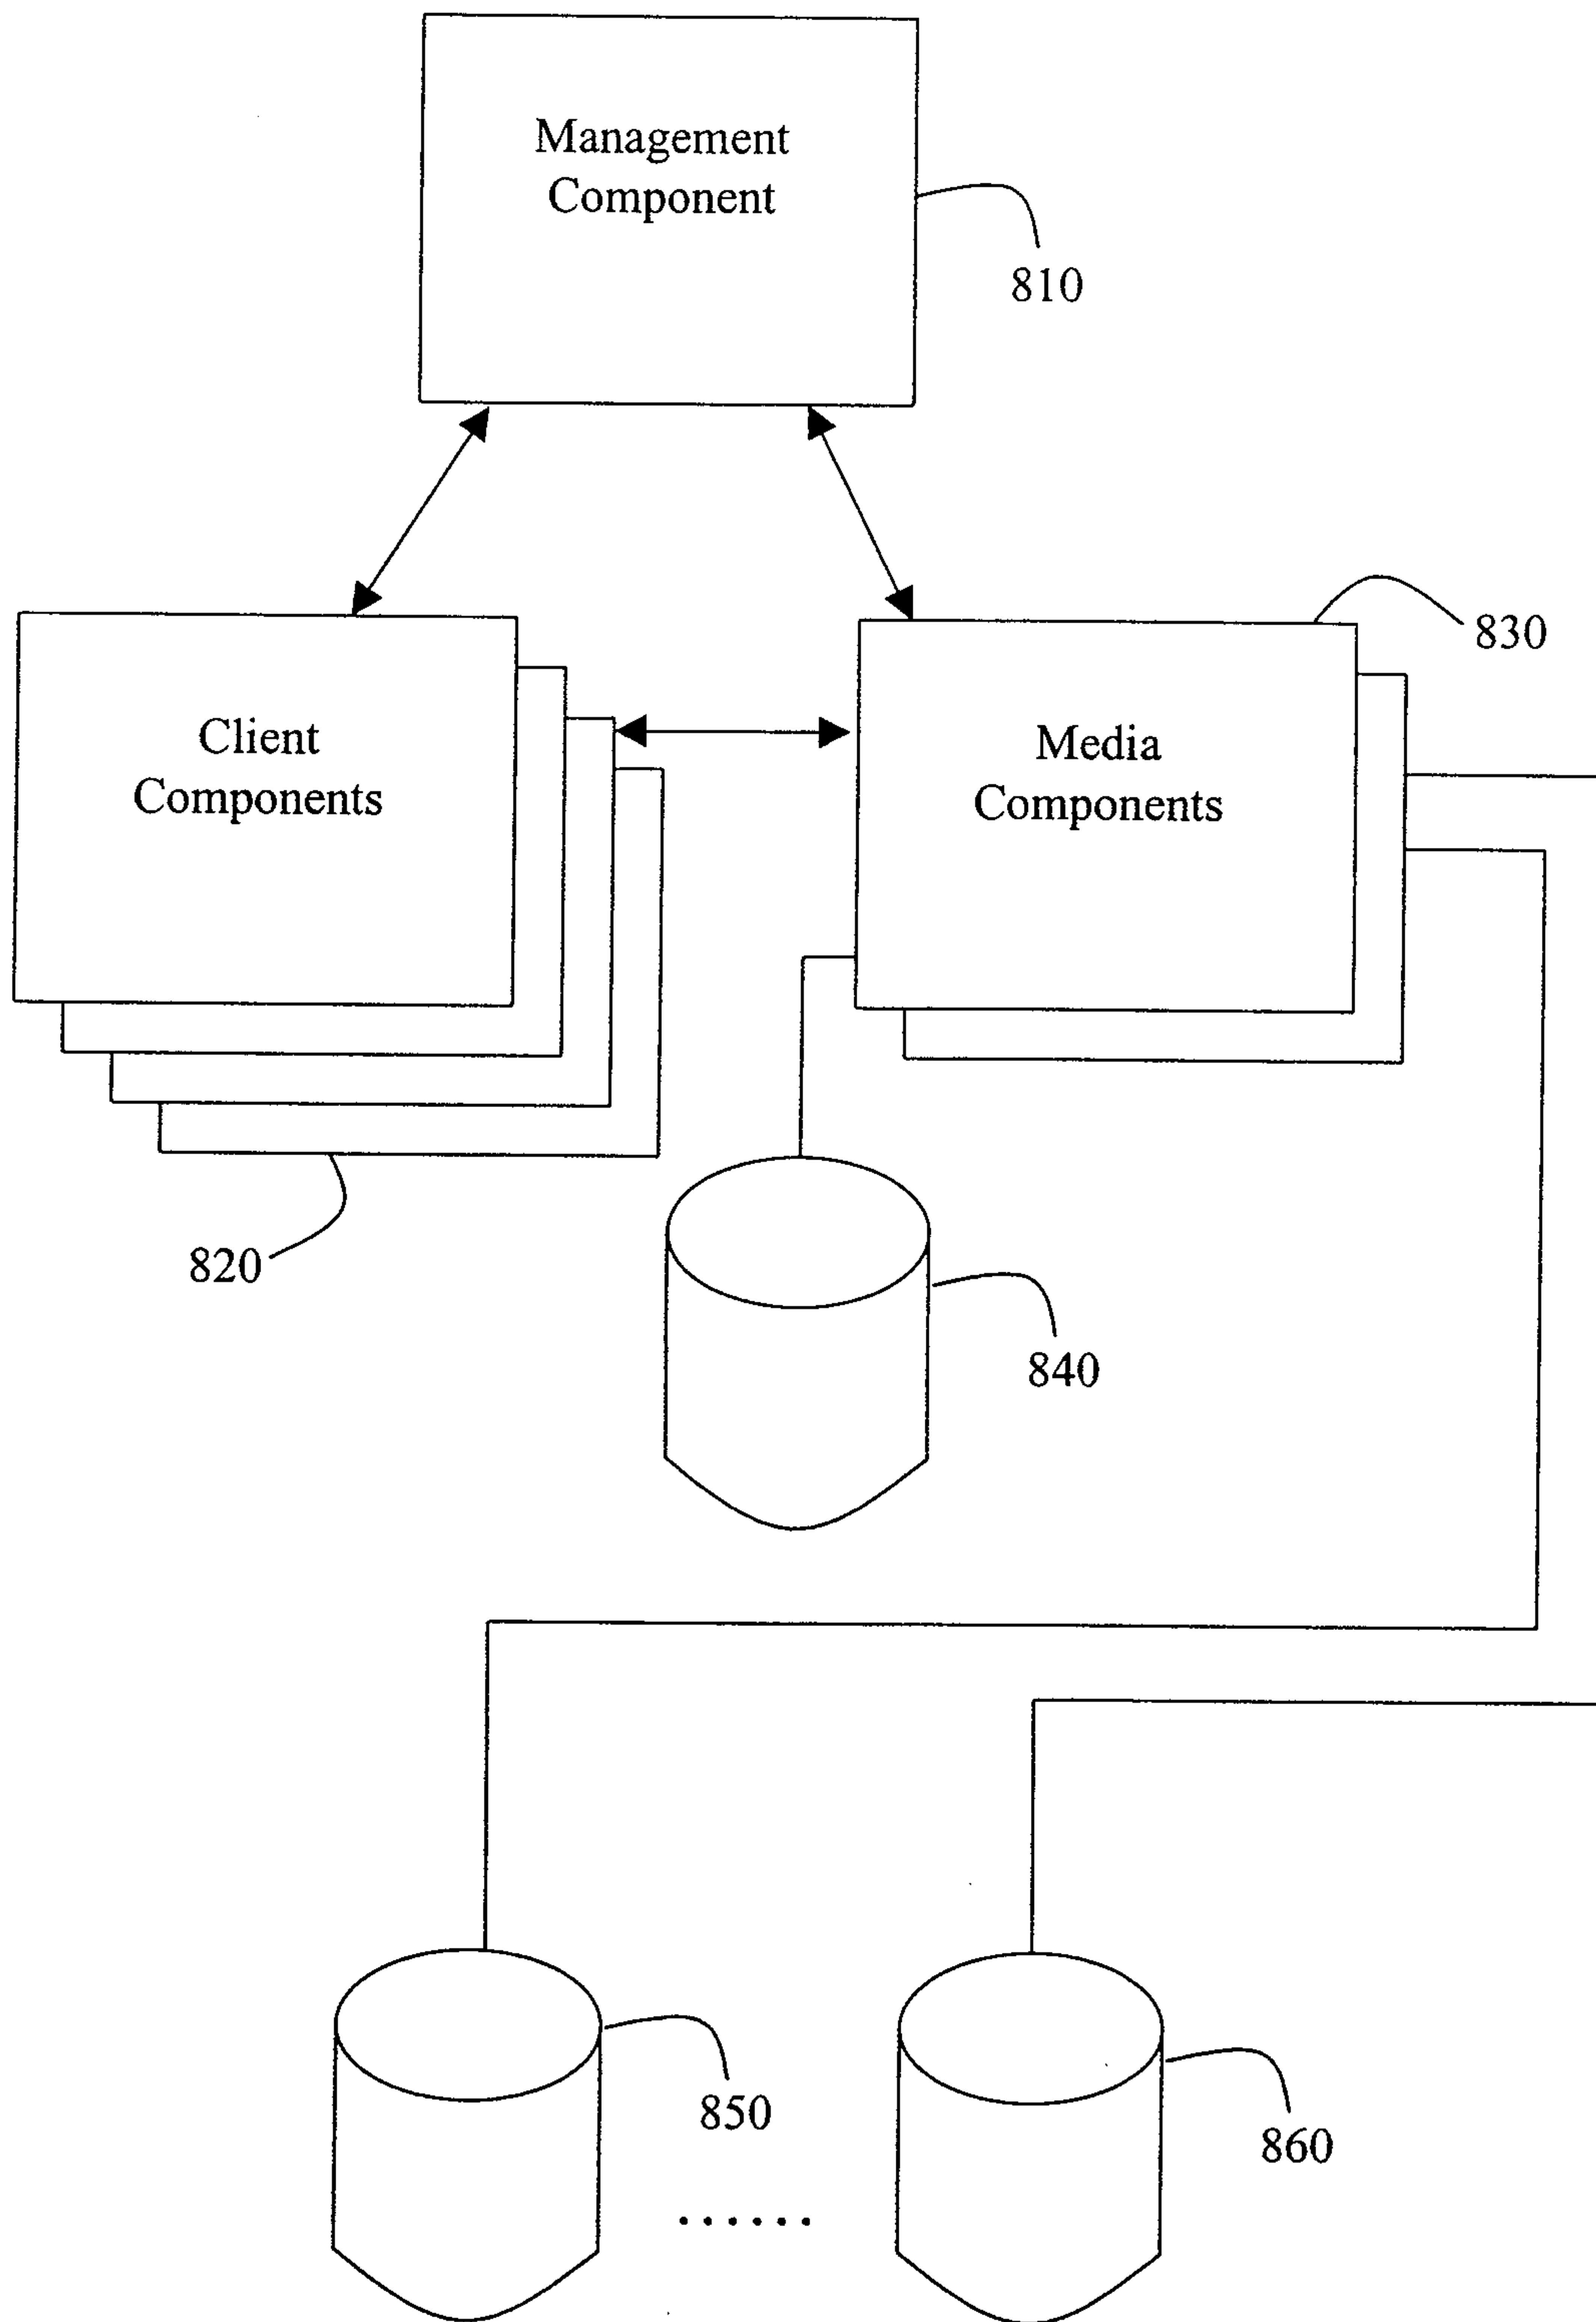 Management
Component
810
830
Client
Components
Media
Components
820
840
850
860
......